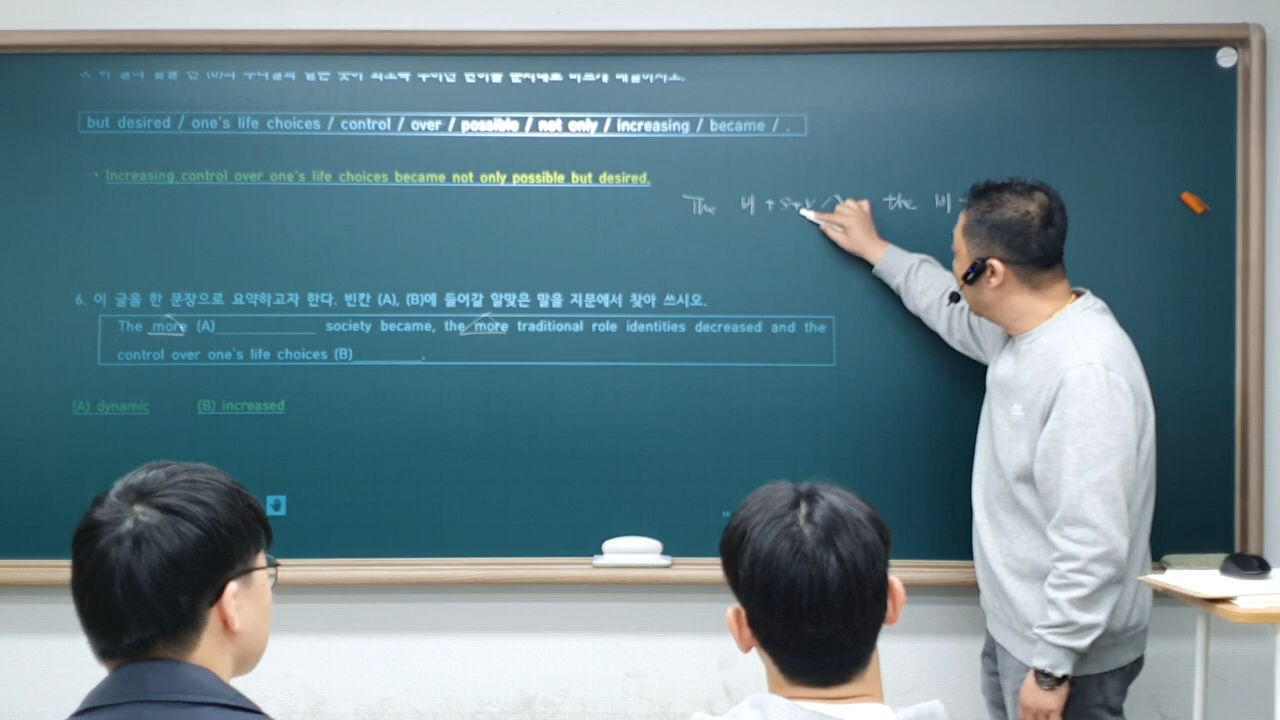 but desired / one's life choices / control / over / possible / not only / increasing / became / .
→ Increasing control over one's life choices became not only possible but desired.
The 비 + s+v the 비
6. 이 글을 한 문장으로 요약하고자 한다. 빈칸 (A), (B)에 들어갈 알맞은 말을 지문에서 찾아 쓰시오.
The more (A)____________ society became, the more traditional role identities decreased and the
control over one's life choices (B)________.
(A) dynamic (B) increased